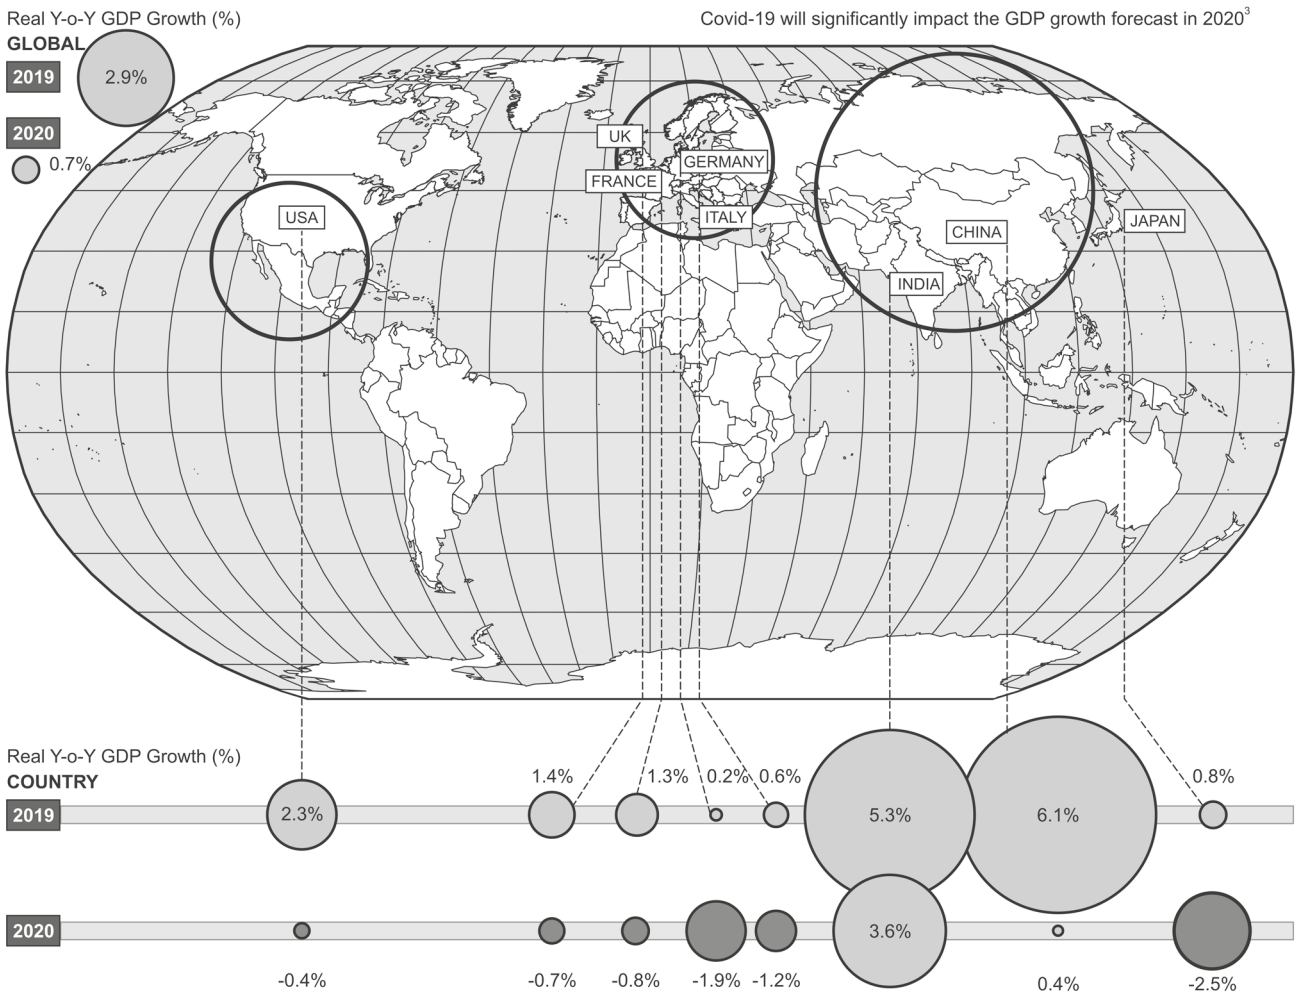 Real Y-o-Y GDP Growth (%)
Covid-19 will significantly impact the GDP growth forecast in 2020³
GLOBAL
2019
2.9%
2020
0.7%
UK
GERMANY
FRANCE
USA
ITALY
JAPAN
CHINA
INDIA
Real Y-o-Y GDP Growth (%)
COUNTRY
1.4%
1.3%
0.2%
0.6%
0.8%
2019
2.3%
5.3%
6.1%
2020
3.6%
-0.4%
-0.7%
-0.8%
-1.9%
-1.2%
0.4%
-2.5%